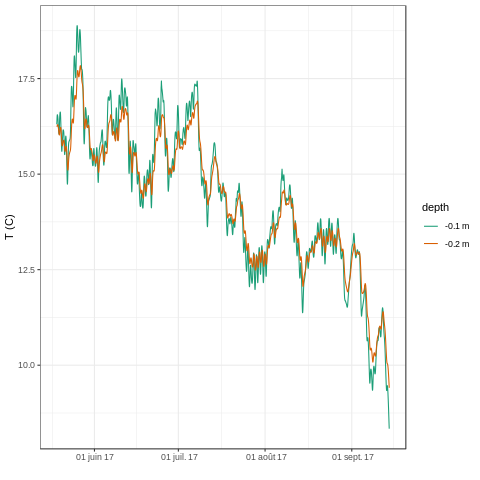 T (C)
17.5
15.0
12.5
10.0
01 juin 17
01 juil. 17
01 août 17
01 sept. 17
depth
-0.1 m
-0.2 m